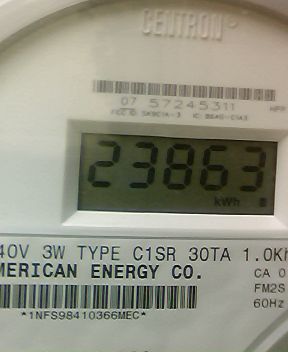 CENTRON
07 57245311
23863
kWh
40V 3W TYPE C1SR 30TA 1.0Kh
MERICAN ENERGY CO.
CA 0
FM2S
60Hz
*1NFS98410366MEC*